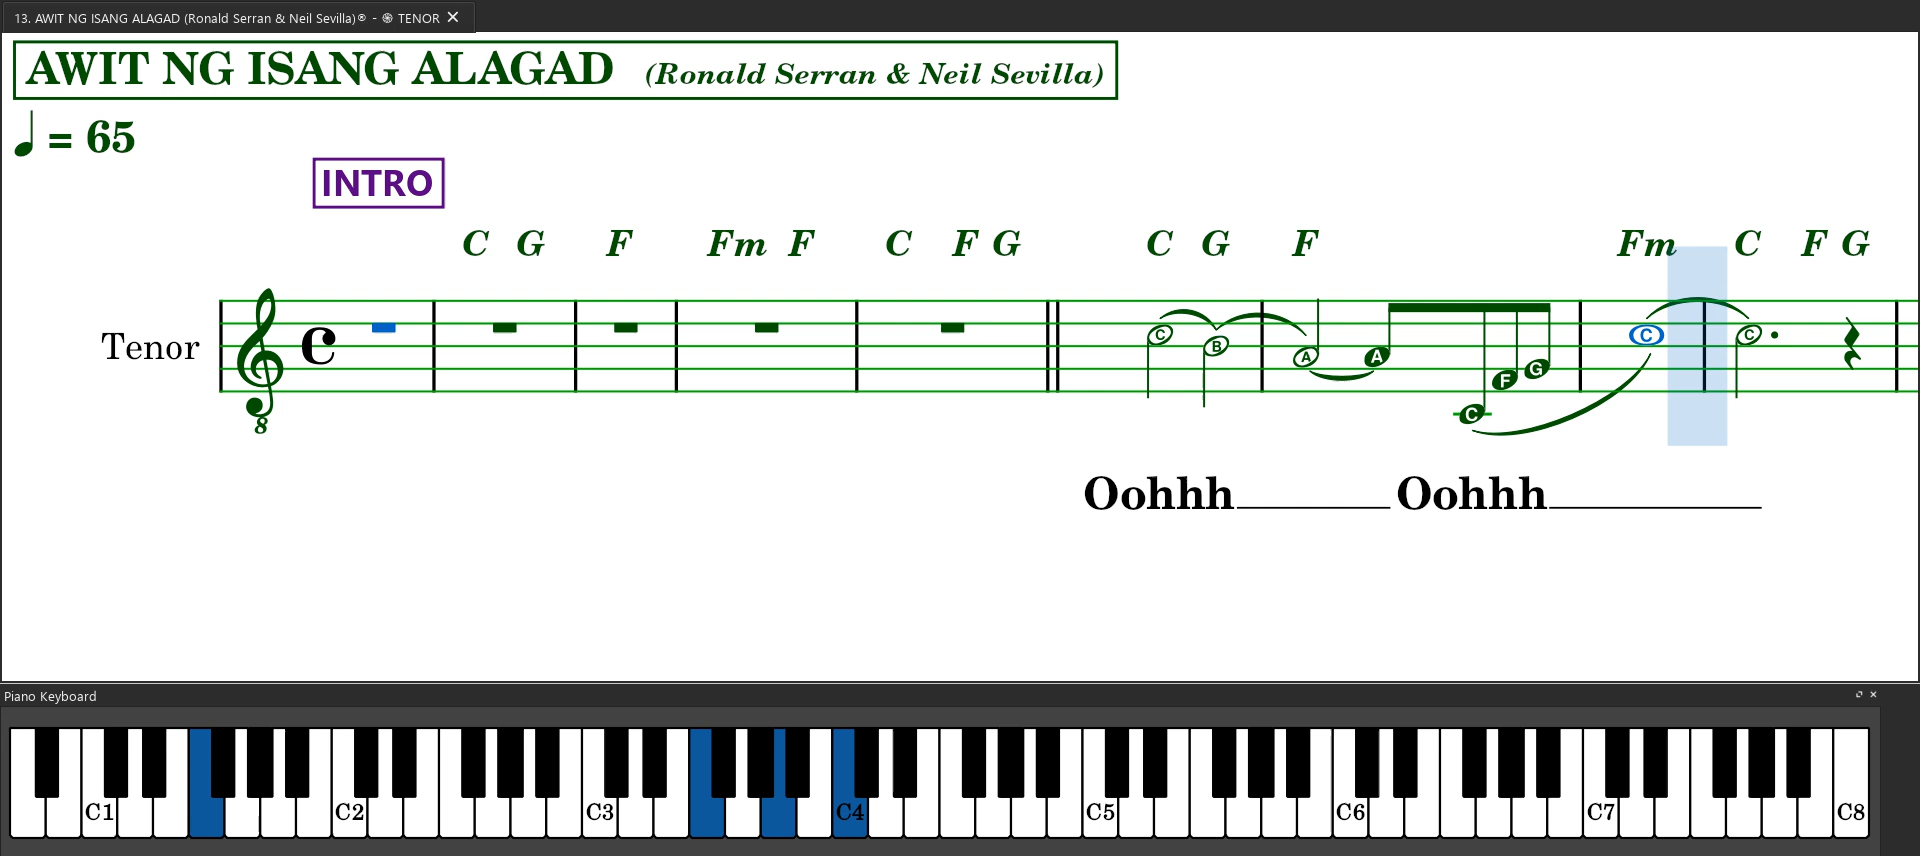 13. AWIT NG ISANG ALAGAD (Ronald Serran & Neil Sevilla)® - ֍ TENOR ✕
AWIT NG ISANG ALAGAD (Ronald Serran & Neil Sevilla)
♩ = 65
INTRO
C G F Fm F C F G C G F Fm C F G
Tenor
C B A A C F G C C
8
Oohhh Oohhh
Piano Keyboard
C1 C2 C3 C4 C5 C6 C7 C8